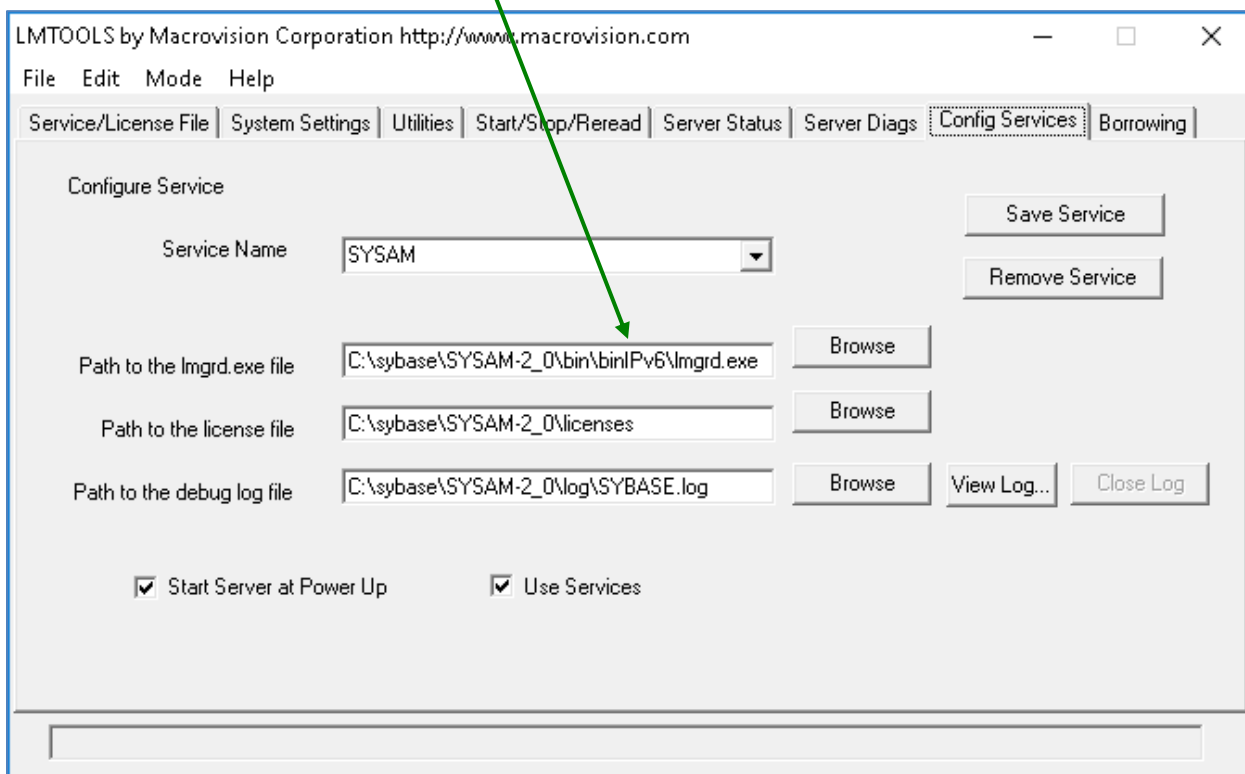 LMTOOLS by Macrovision Corporation http://www.macrovision.com
File Edit Mode Help
Service/License File System Settings Utilities Start/Stop/Reread Server Status Server Diags Config Services Borrowing
Configure Service
Save Service
Service Name SYSAM
Remove Service
Path to the lmgrd.exe file C:\sybase\SYSAM-2_0\bin\binIPv6\lmgrd.exe Browse
Path to the license file C:\sybase\SYSAM-2_0\licenses Browse
Path to the debug log file C:\sybase\SYSAM-2_0\log\SYBASE.log Browse View Log... Close Log
Start Server at Power Up Use Services